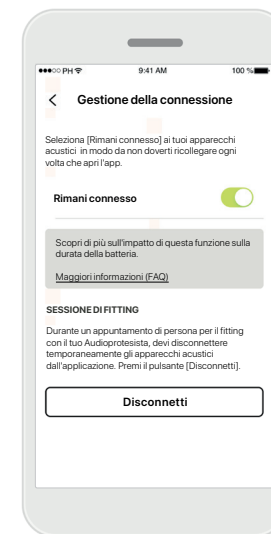 PH 9:41 AM 100 %
Gestione della connessione
Seleziona [Rimani connesso] ai tuoi apparecchi
acustici in modo da non doverti ricollegare ogni
volta che apri l'app.
Rimani connesso
Scopri di più sull'impatto di questa funzione sulla
durata della batteria.
Maggiori informazioni (FAQ)
SESSIONE DI FITTING
Durante un appuntamento di persona per il fitting
con il tuo Audioprotesista, devi disconnettere
temporaneamente gli apparecchi acustici
dall'applicazione. Premi il pulsante [Disconnetti].
Disconnetti